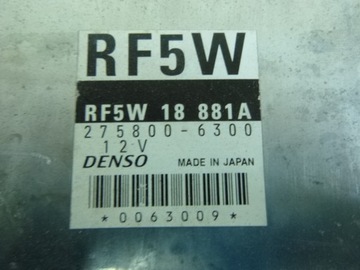 RF5W
RF5W 18 881A
275800-6300
12V
DENSO MADE IN JAPAN
*0063009*